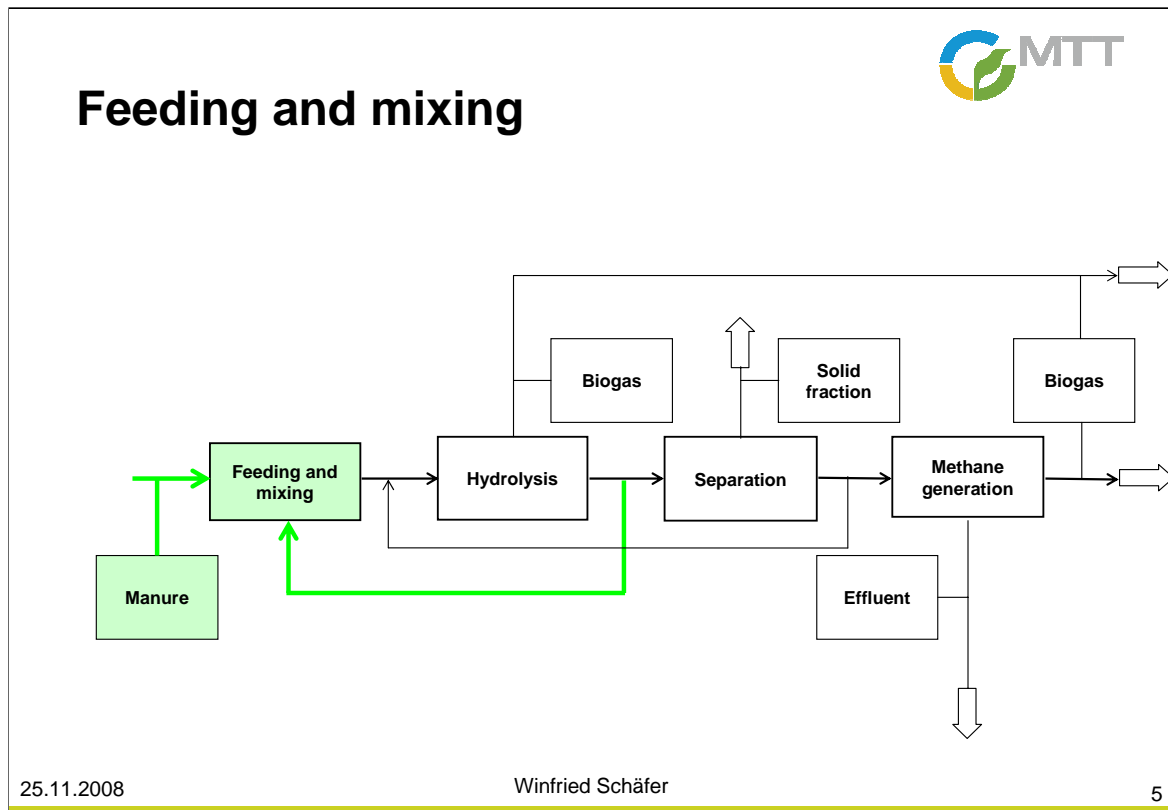 MTT
Feeding and mixing
Biogas
Solid
fraction
Biogas
Feeding and
mixing
Hydrolysis
Separation
Methane
generation
Manure
Effluent
25.11.2008
Winfried Schäfer
5